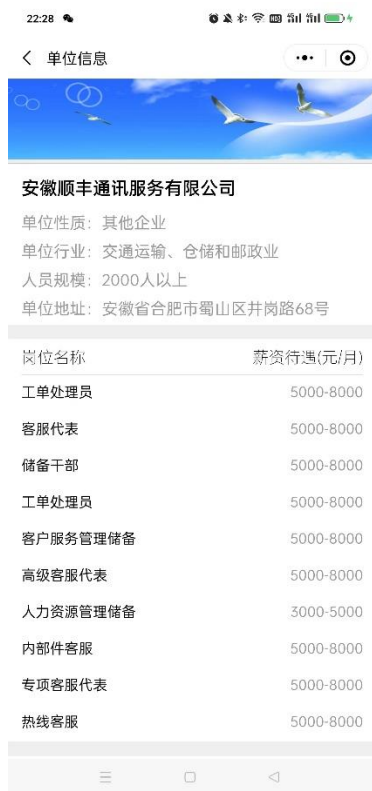 22:28
单位信息
安徽顺丰通讯服务有限公司
单位性质：其他企业
单位行业：交通运输、仓储和邮政业
人员规模：2000人以上
单位地址：安徽省合肥市蜀山区井岗路68号
岗位名称 薪资待遇(元/月)
工单处理员 5000-8000
客服代表 5000-8000
储备干部 5000-8000
工单处理员 5000-8000
客户服务管理储备 5000-8000
高级客服代表 5000-8000
人力资源管理储备 3000-5000
内部件客服 5000-8000
专项客服代表 5000-8000
热线客服 5000-8000